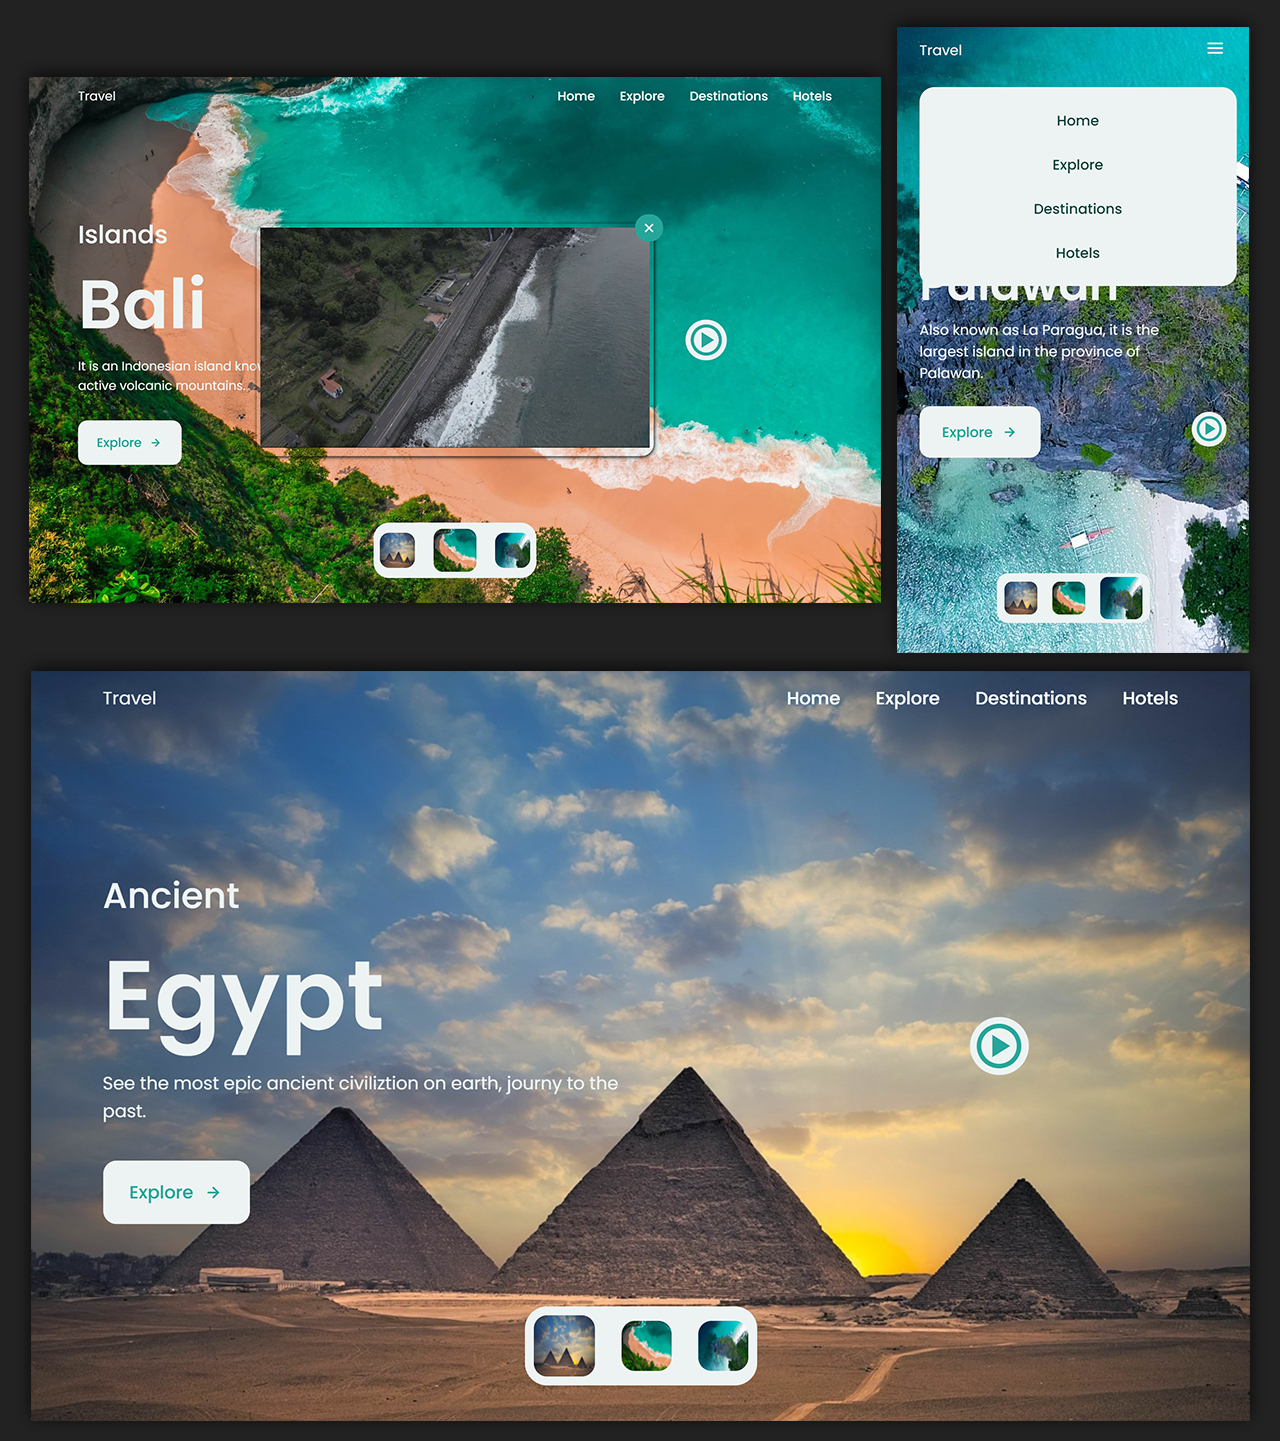 Travel
Home Explore Destinations Hotels
Islands
Bali
It is an Indonesian island
active volcanic mountains.
Explore
Travel
Home
Explore
Destinations
Hotels
Palawan
Also known as La Paragua, it is the
largest island in the province of
Palawan.
Explore
Travel
Home Explore Destinations Hotels
Ancient
Egypt
See the most epic ancient civiliztion on earth, journy to the
past.
Explore